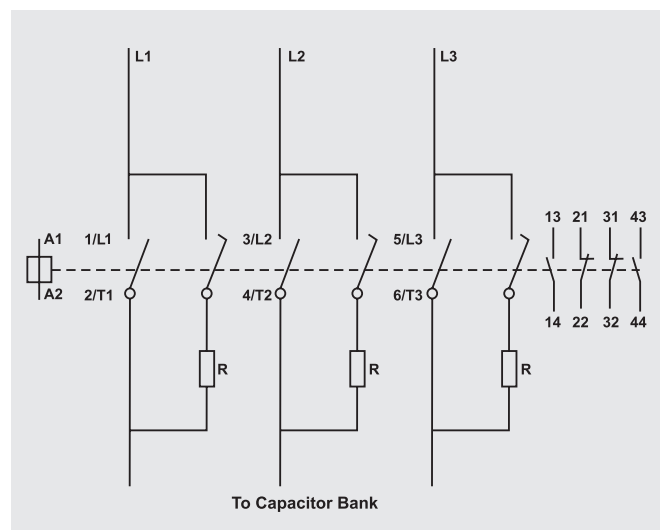 L1 L2 L3
13 21 31 43
A1 1/L1 3/L2 5/L3
A2 2/T1 4/T2 6/T3
14 22 32 44
R R R
To Capacitor Bank